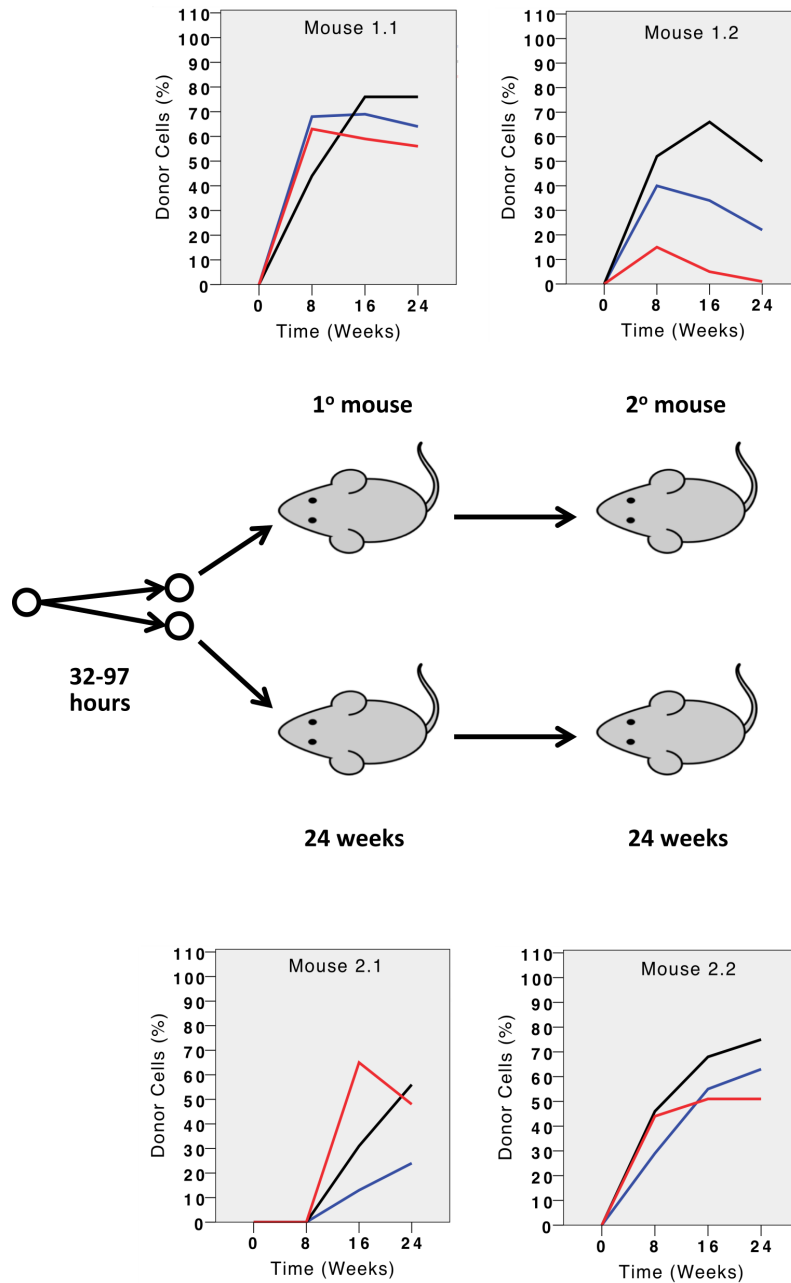 Mouse 1.1
Donor Cells (%)
110
100
90
80
70
60
50
40
30
20
10
0
0 8 16 24
Time (Weeks)
Mouse 1.2
Donor Cells (%)
110
100
90
80
70
60
50
40
30
20
10
0
0 8 16 24
Time (Weeks)
1º mouse
2º mouse
32-97
hours
24 weeks
24 weeks
Mouse 2.1
Donor Cells (%)
110
100
90
80
70
60
50
40
30
20
10
0
0 8 16 24
Time (Weeks)
Mouse 2.2
Donor Cells (%)
110
100
90
80
70
60
50
40
30
20
10
0
0 8 16 24
Time (Weeks)